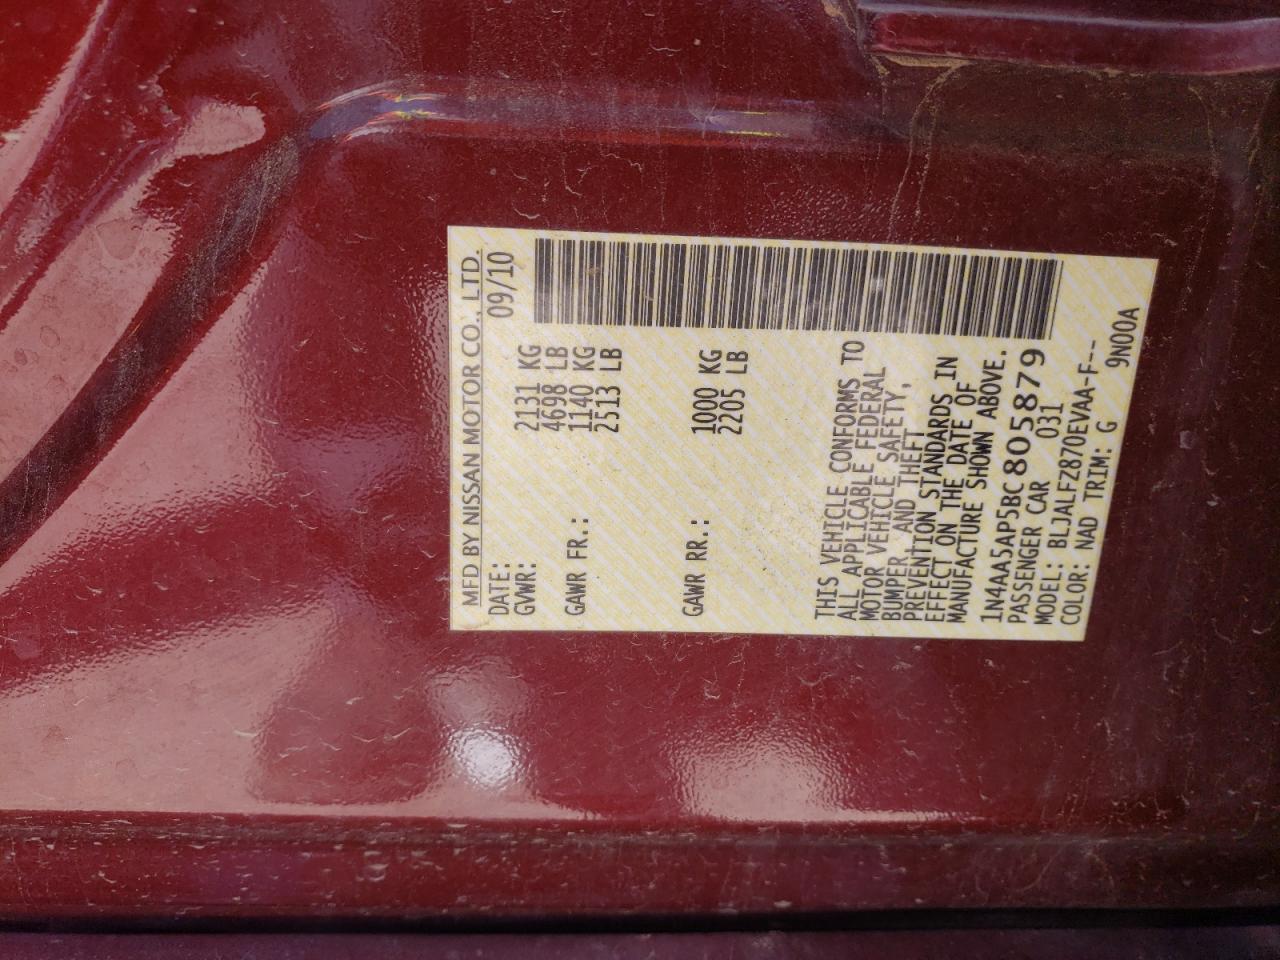 MFD BY NISSAN MOTOR CO., LTD.
DATE: 09/10
GVWR: 2131 KG
4698 LB
GAWR FR.: 1140 KG
2513 LB
GAWR RR.: 1000 KG
2205 LB
THIS VEHICLE CONFORMS TO
ALL APPLICABLE FEDERAL
MOTOR VEHICLE SAFETY,
BUMPER, AND THEFT
PREVENTION STANDARDS IN
EFFECT ON THE DATE OF
MANUFACTURE SHOWN ABOVE.
1N4AA5AP5BC805879
PASSENGER CAR 031
MODEL: BLJALFZ870EVAA-F---
COLOR: NAD TRIM: G 9N00A